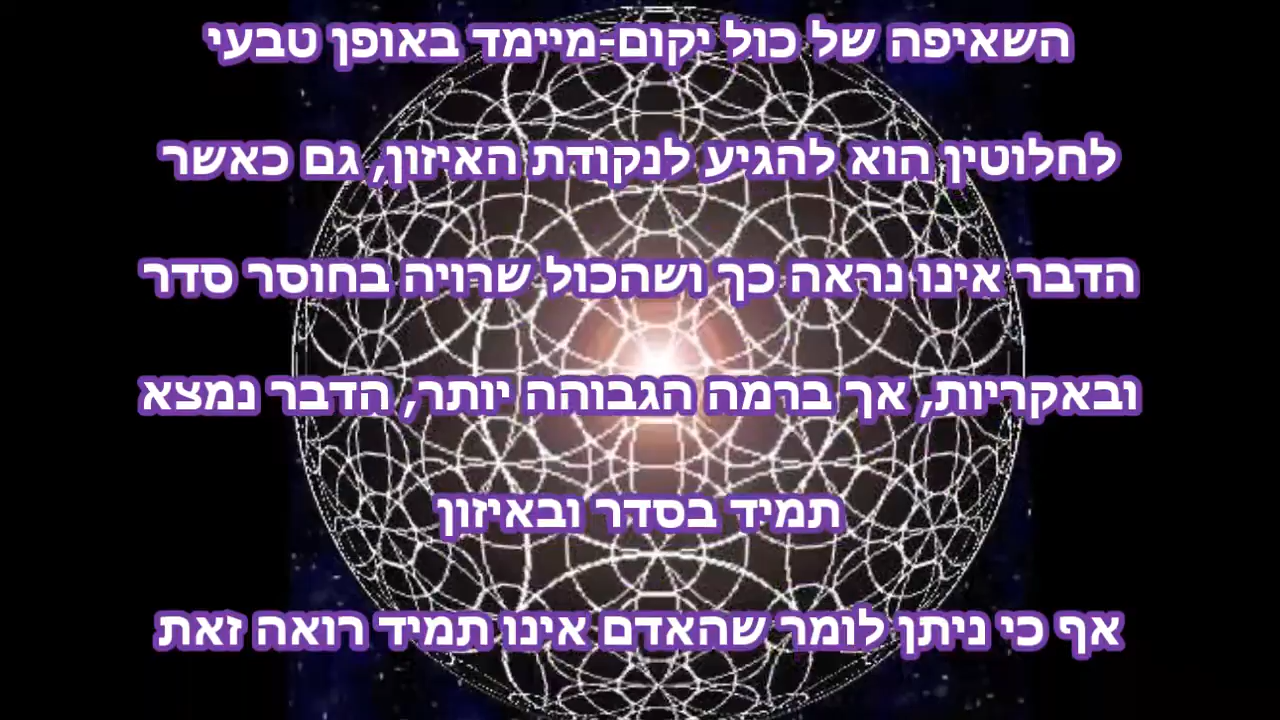 השאיפה של כול יקום-מיימד באופן טבעי
לחלוטין הוא להגיע לנקודת האיזון, גם כאשר
הדבר אינו נראה כך ושהכול שרויה בחוסר סדר
ובאקריות, אך ברמה הגבוהה יותר, הדבר נמצא
תמיד בסדר ובאיזון
אף כי ניתן לומר שהאדם אינו תמיד רואה זאת